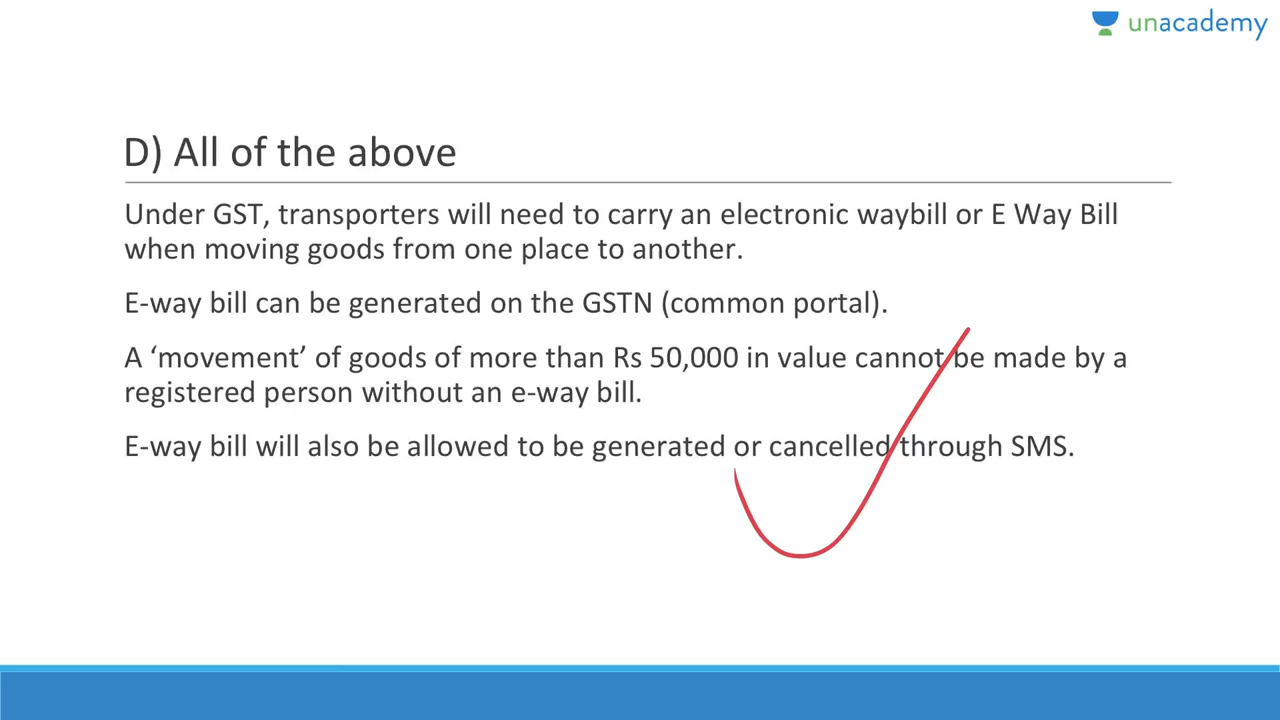 unacademy
D) All of the above
Under GST, transporters will need to carry an electronic waybill or E Way Bill
when moving goods from one place to another.
E-way bill can be generated on the GSTN (common portal).
A ‘movement’ of goods of more than Rs 50,000 in value cannot be made by a
registered person without an e-way bill.
E-way bill will also be allowed to be generated or cancelled through SMS.